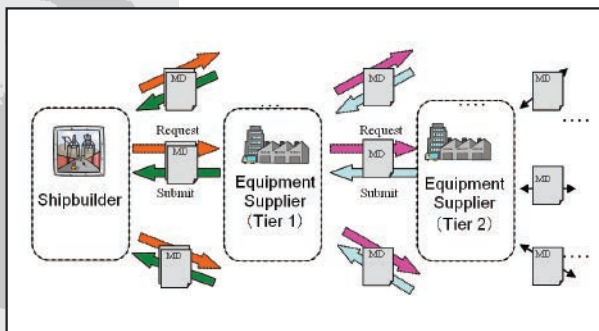 MD
MD
MD
Request
Request
MD
MD
MD
Shipbuilder
Submit
Equipment
Supplier
(Tier 1)
Submit
Equipment
Supplier
(Tier 2)
MD
MD
MD